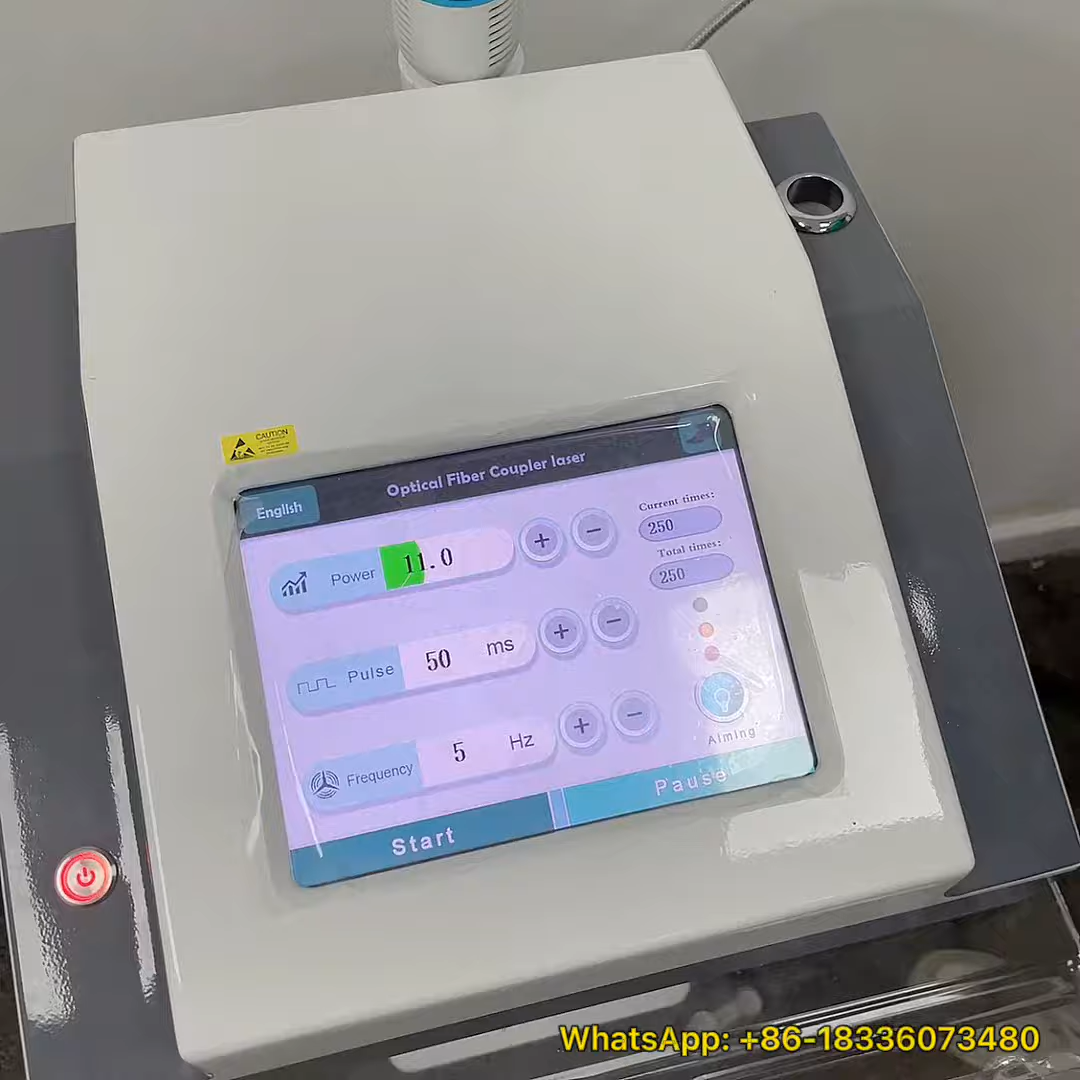 CAUTION
Optical Fiber Coupler laser
English
Current times:
250
Power 11.0 + −
Total times:
250
Pulse 50 ms + −
Frequency 5 Hz + −
Aiming
Start Pause
WhatsApp: +86-18336073480